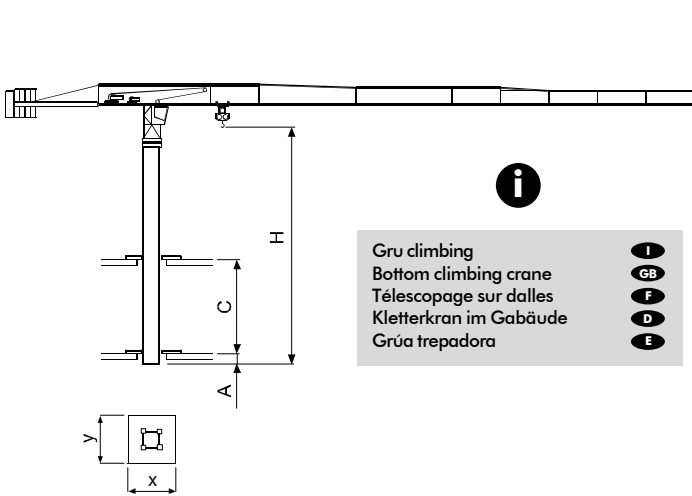 i
Gru climbing I
Bottom climbing crane GB
Télescopage sur dalles F
Kletterkran im Gabäude D
Grúa trepadora E
H
C
A
y
x